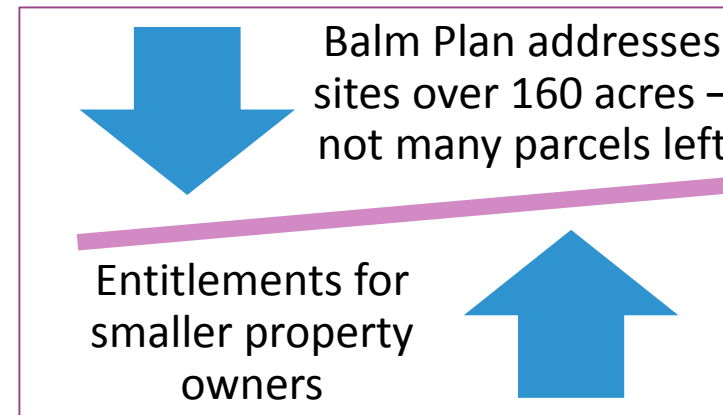 Balm Plan addresses
sites over 160 acres –
not many parcels left
Entitlements for
smaller property
owners